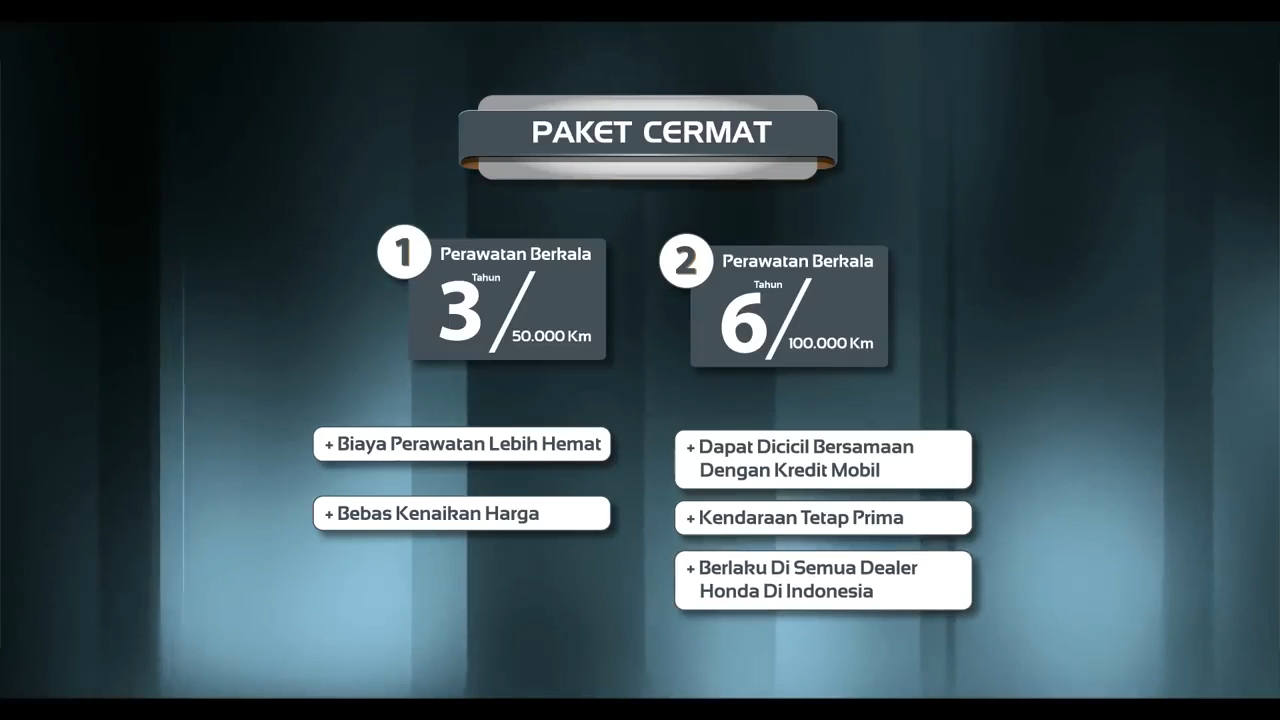 PAKET CERMAT
1
Perawatan Berkala
Tahun
3/
50.000 Km
2
Perawatan Berkala
Tahun
6/
100.000 Km
+ Biaya Perawatan Lebih Hemat
+ Bebas Kenaikan Harga
+ Dapat Dicicil Bersamaan
Dengan Kredit Mobil
+ Kendaraan Tetap Prima
+ Berlaku Di Semua Dealer
Honda Di Indonesia